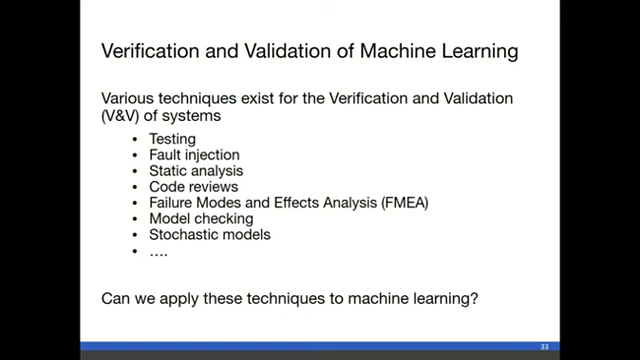 Verification and Validation of Machine Learning
Various techniques exist for the Verification and Validation
(V&V) of systems
• Testing
• Fault injection
• Static analysis
• Code reviews
• Failure Modes and Effects Analysis (FMEA)
• Model checking
• Stochastic models
• ....
Can we apply these techniques to machine learning?
33